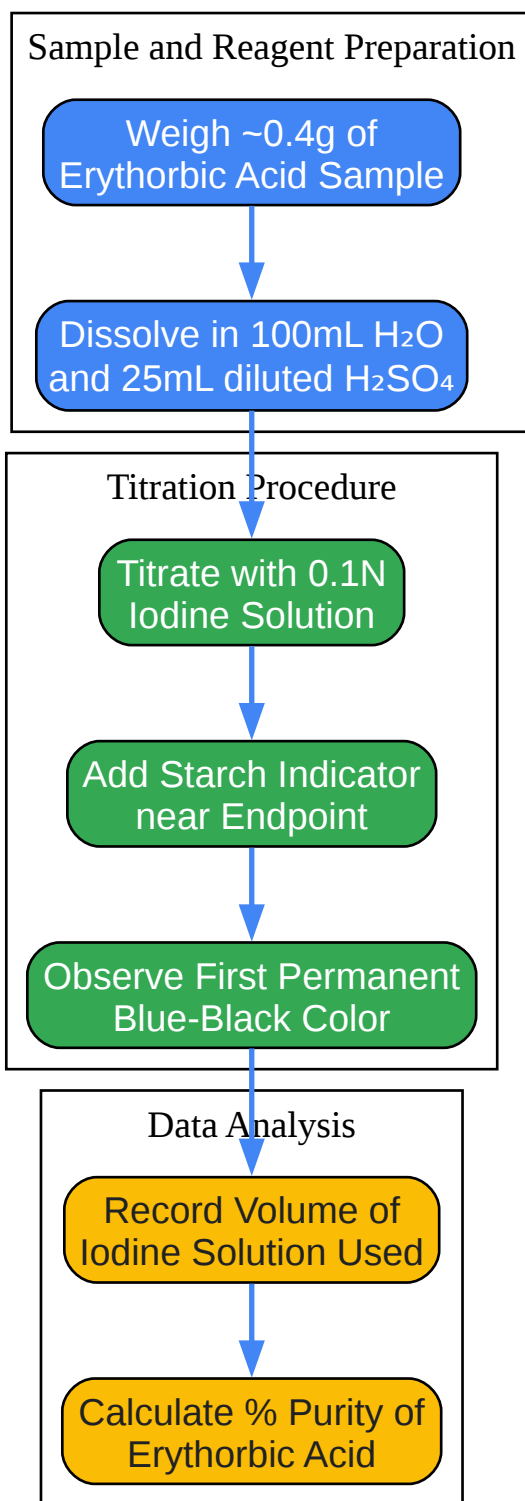 Sample and Reagent Preparation
Weigh ~0.4g of
Erythorbic Acid Sample
Dissolve in 100mL H₂O
and 25mL diluted H₂SO₄
Titration Procedure
Titrate with 0.1N
Iodine Solution
Add Starch Indicator
near Endpoint
Observe First Permanent
Blue-Black Color
Data Analysis
Record Volume of
Iodine Solution Used
Calculate % Purity of
Erythorbic Acid